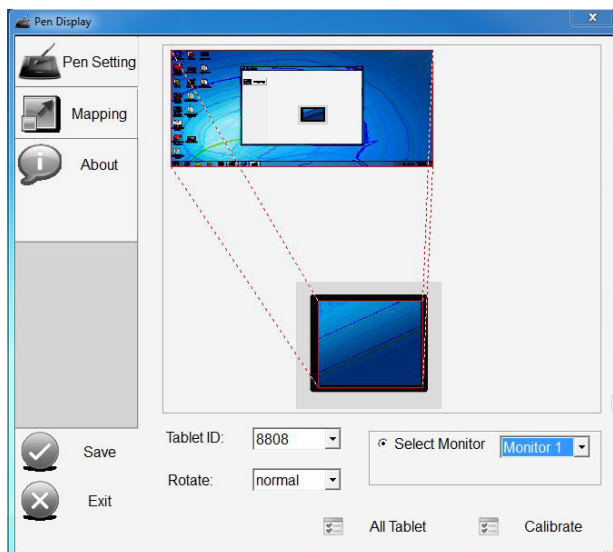 Pen Display
Pen Setting
Mapping
About
Save
Exit
Tablet ID:
8808
Select Monitor
Monitor 1
Rotate:
normal
All Tablet
Calibrate